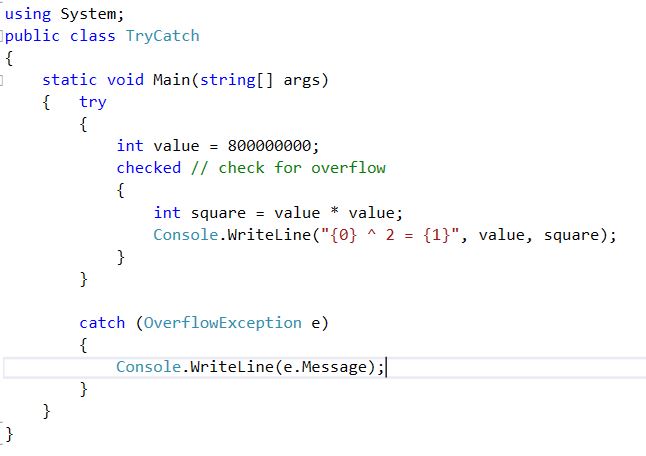 using System;
public class TryCatch
{
    static void Main(string[] args)
    {   try
        {
            int value = 800000000;
            checked // check for overflow
            {
                int square = value * value;
                Console.WriteLine("{0} ^ 2 = {1}", value, square);
            }
        }

        catch (OverflowException e)
        {
            Console.WriteLine(e.Message);
        }
    }
}